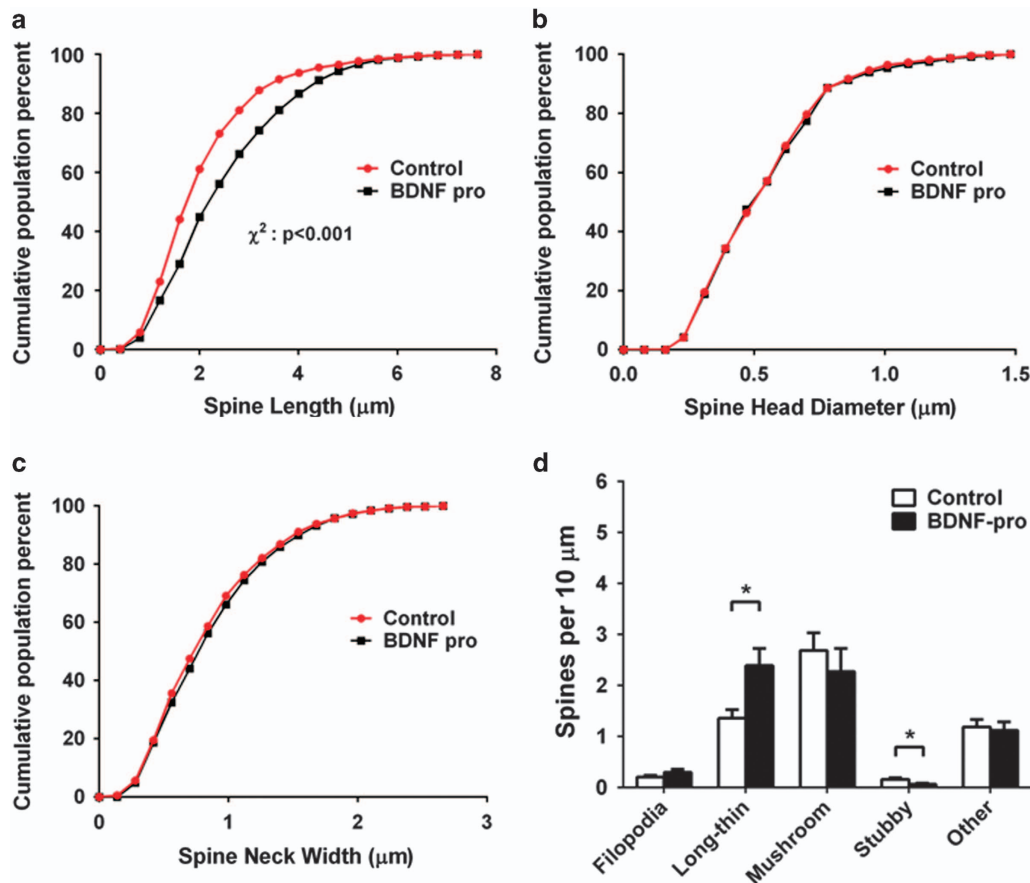 a
100
80
60
40
20
0
Cumulative population percent
Control
BDNF pro
χ² : p<0.001
0 2 4 6 8
Spine Length (μm)
b
100
80
60
40
20
0
Cumulative population percent
Control
BDNF pro
0.0 0.5 1.0 1.5
Spine Head Diameter (μm)
c
100
80
60
40
20
0
Cumulative population percent
Control
BDNF pro
0 1 2 3
Spine Neck Width (μm)
d
6
5
4
3
2
1
0
Spines per 10 μm
Control
BDNF-pro
*
*
Filopodia
Long-thin
Mushroom
Stubby
Other